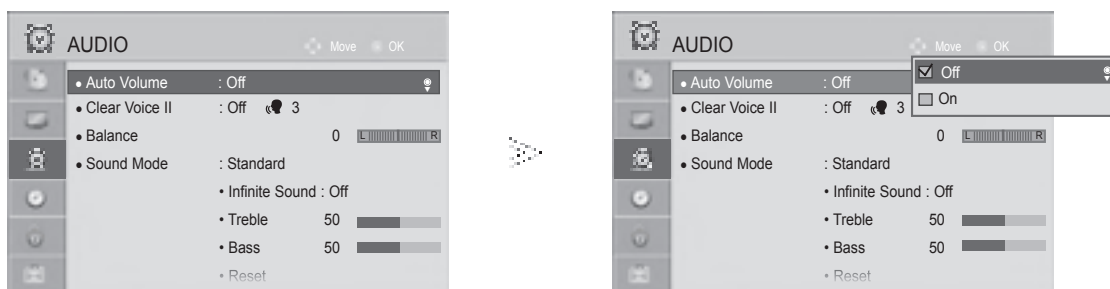 AUDIO
Move OK
• Auto Volume : Off
• Clear Voice II : Off 3
• Balance 0 L R
• Sound Mode : Standard
• Infinite Sound : Off
• Treble 50
• Bass 50
• Reset
AUDIO
Move OK
• Auto Volume : Off
Off
On
• Clear Voice II : Off 3
• Balance 0 L R
• Sound Mode : Standard
• Infinite Sound : Off
• Treble 50
• Bass 50
• Reset